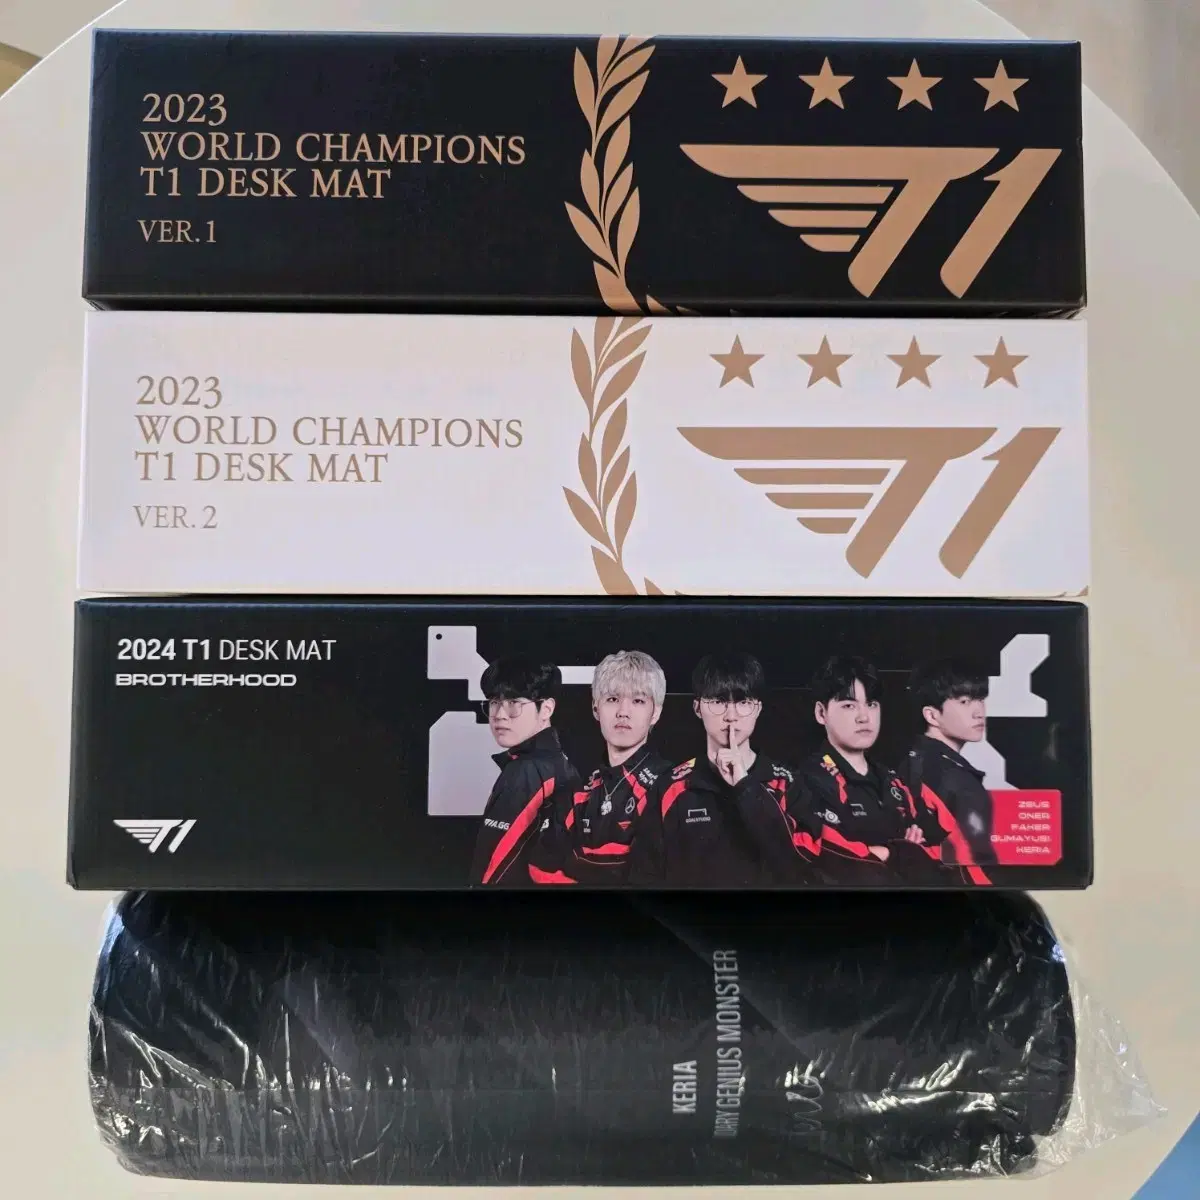 2023
WORLD CHAMPIONS
T1 DESK MAT
VER. 1
T1
2023
WORLD CHAMPIONS
T1 DESK MAT
VER. 2
T1
2024 T1 DESK MAT
BROTHERHOOD
T1
ZEUS
ONER
FAKER
GUMAYUSI
KERIA
KERIA
GENIUS MONSTER